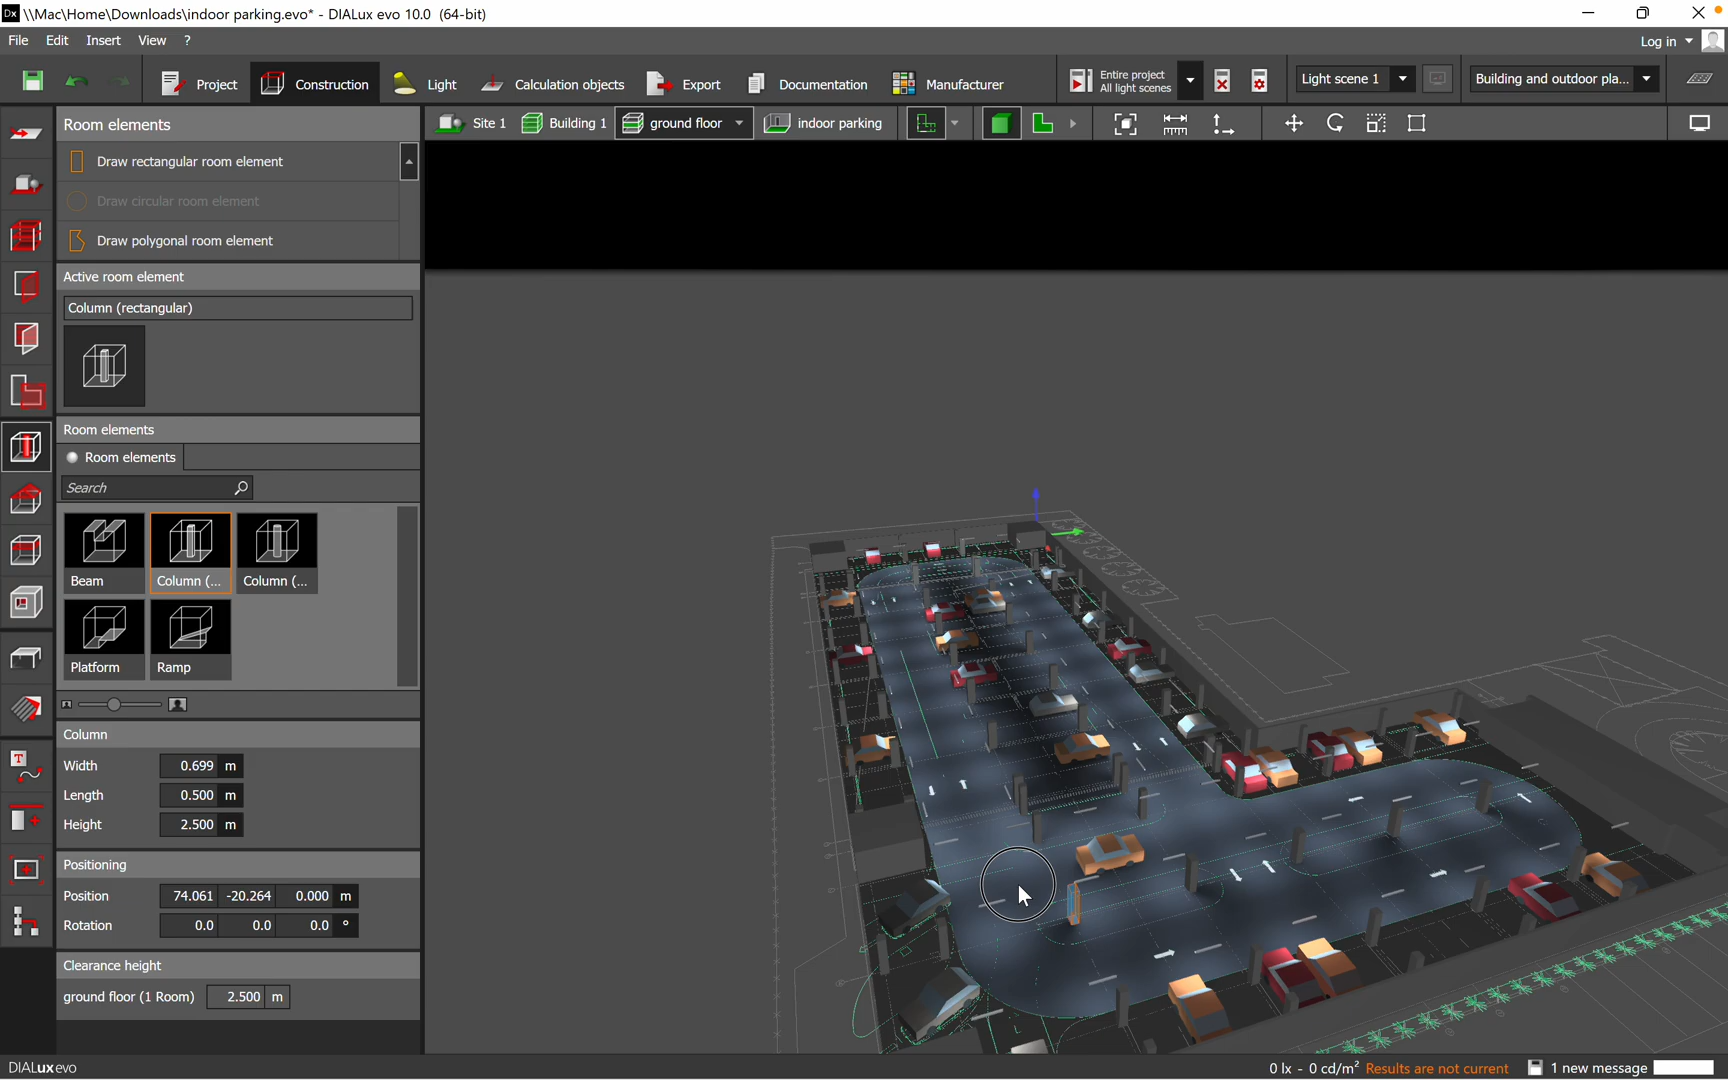 Dx \\Mac\Home\Downloads\indoor parking.evo* - DIALux evo 10.0 (64-bit)
File Edit Insert View ? Log in
Project Construction Light Calculation objects Export Documentation Manufacturer Entire project All light scenes Light scene 1 Building and outdoor pla...
Site 1 Building 1 ground floor indoor parking
Room elements
Draw rectangular room element
Draw circular room element
Draw polygonal room element
Active room element
Column (rectangular)
Room elements
Room elements
Search
Beam Column (... Column (...
Platform Ramp
Column
Width 0.699 m
Length 0.500 m
Height 2.500 m
Positioning
Position 74.061 -20.264 0.000 m
Rotation 0.0 0.0 0.0 °
Clearance height
ground floor (1 Room) 2.500 m
DIALux evo 0 lx - 0 cd/m² Results are not current 1 new message